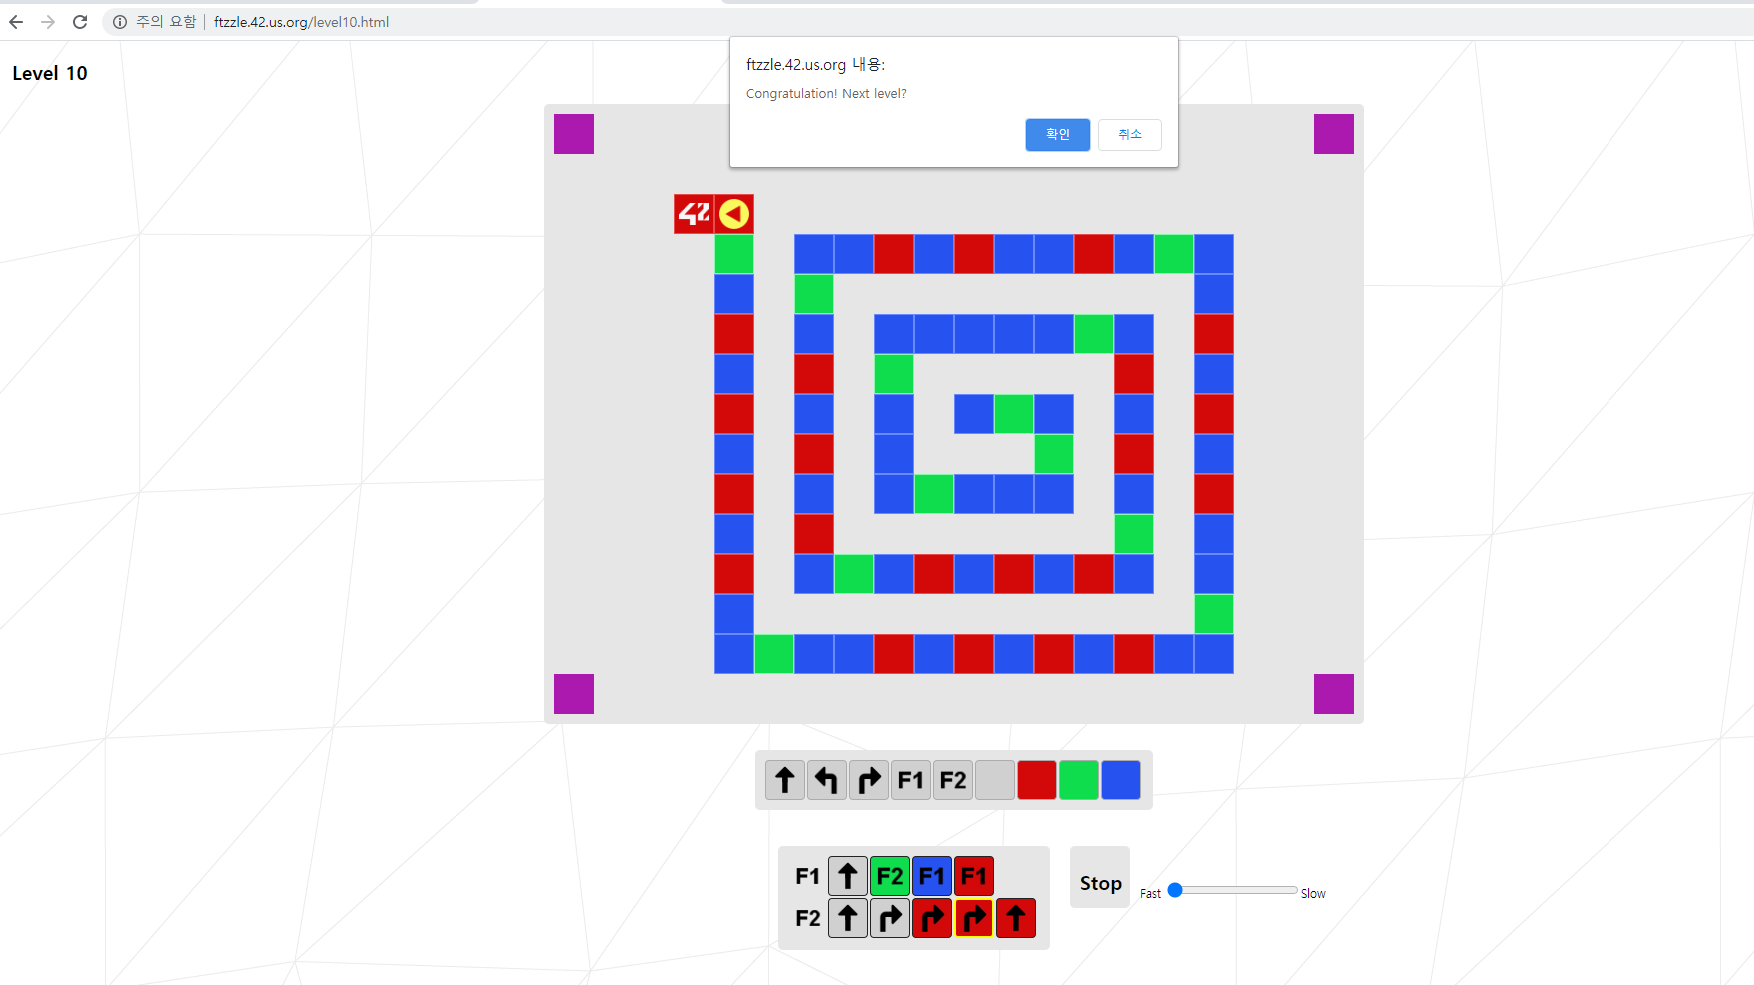 주의 요함
ftzzle.42.us.org/level10.html
Level 10
ftzzle.42.us.org 내용:
Congratulation! Next level?
확인
취소
42
F1 F2
F1 F2 F1 F1
F2
Stop
Fast
Slow